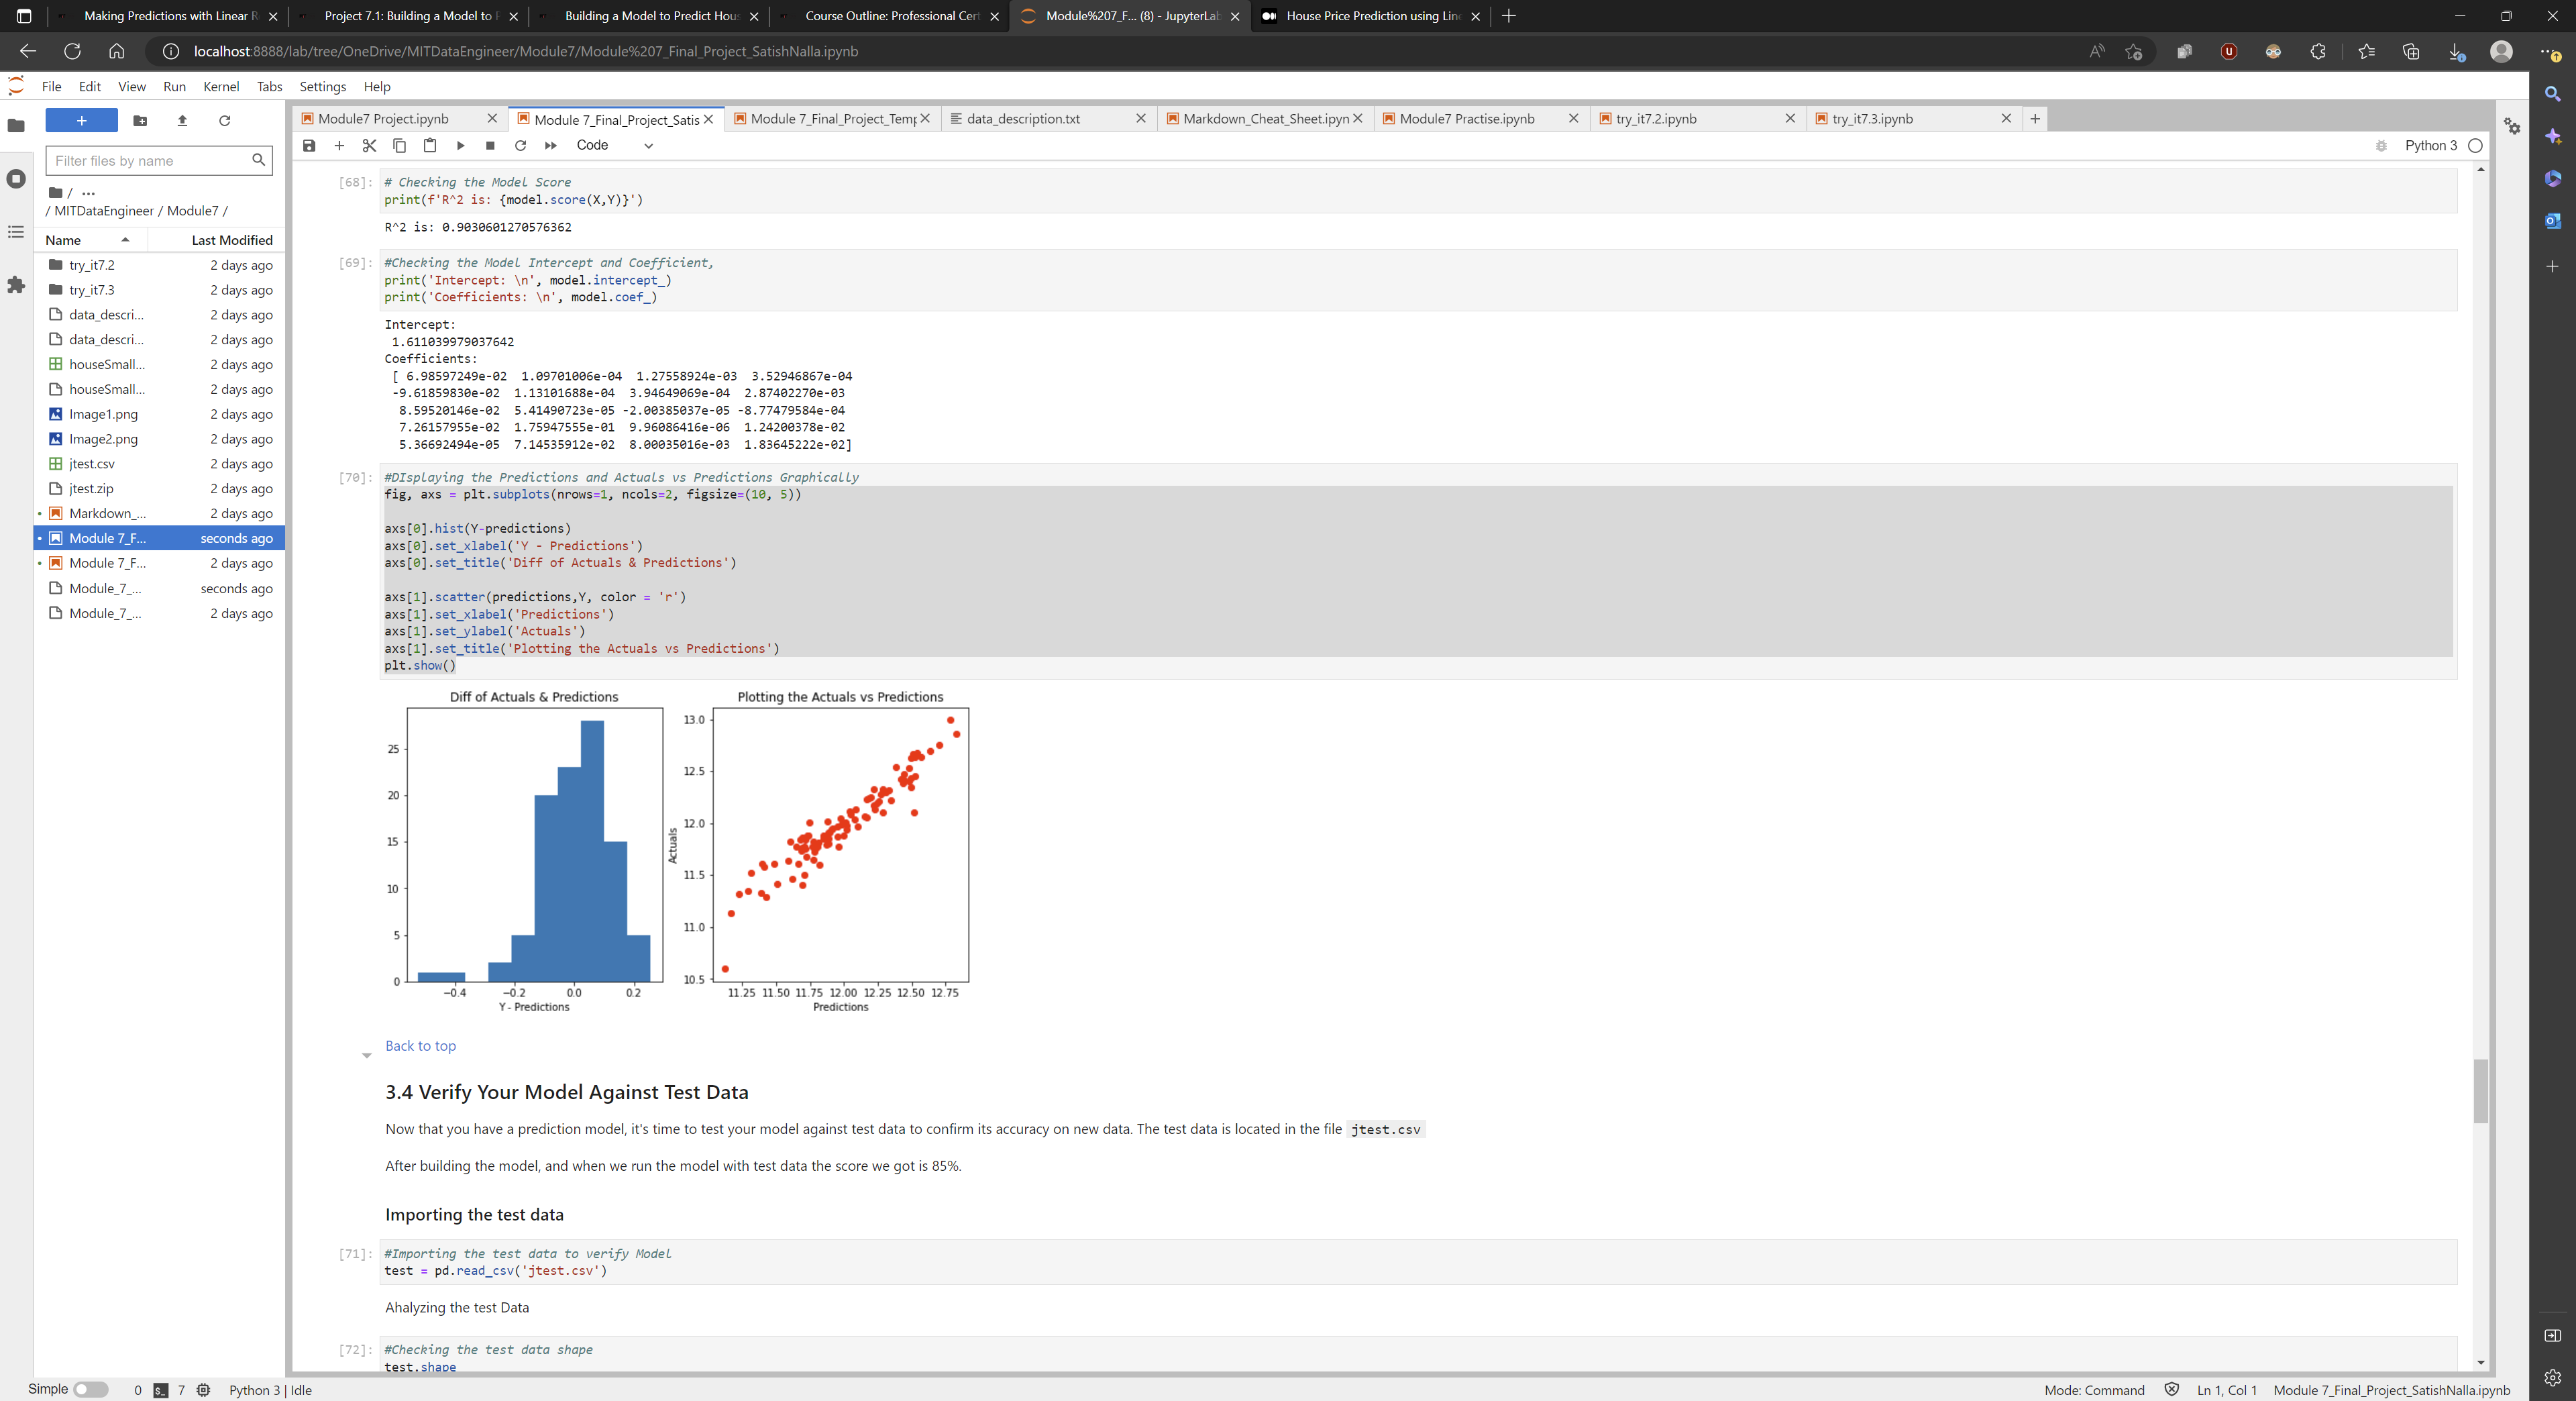 Making Predictions with Linear R
Project 7.1: Building a Model to P
Building a Model to Predict Hous
Course Outline: Professional Cert
Module%207_F... (8) - JupyterLab
House Price Prediction using Line
localhost:8888/lab/tree/OneDrive/MITDataEngineer/Module7/Module%207_Final_Project_SatishNalla.ipynb
File Edit View Run Kernel Tabs Settings Help
+
Filter files by name
/ ...
/ MITDataEngineer / Module7 /
Name Last Modified
try_it7.2 2 days ago
try_it7.3 2 days ago
data_descri... 2 days ago
data_descri... 2 days ago
houseSmall... 2 days ago
houseSmall... 2 days ago
Image1.png 2 days ago
Image2.png 2 days ago
jtest.csv 2 days ago
jtest.zip 2 days ago
Markdown_... 2 days ago
Module 7_F... seconds ago
Module 7_F... 2 days ago
Module_7_... seconds ago
Module_7_... 2 days ago
Module7 Project.ipynb
Module 7_Final_Project_Satis
Module 7_Final_Project_Temp
data_description.txt
Markdown_Cheat_Sheet.ipyn
Module7 Practise.ipynb
try_it7.2.ipynb
try_it7.3.ipynb
Code
Python 3
[68]: # Checking the Model Score
print(f'R^2 is: {model.score(X,Y)}')
R^2 is: 0.9030601270576362
[69]: #Checking the Model Intercept and Coefficient,
print('Intercept: \n', model.intercept_)
print('Coefficients: \n', model.coef_)
Intercept:
1.611039979037642
Coefficients:
[ 6.98597249e-02 1.09701006e-04 1.27558924e-03 3.52946867e-04
-9.61859830e-02 1.13101688e-04 3.94649069e-04 2.87402270e-03
8.59520146e-02 5.41490723e-05 -2.00385037e-05 -8.77479584e-04
7.26157955e-02 1.75947555e-01 9.96086416e-06 1.24200378e-02
5.36692494e-05 7.14535912e-02 8.00035016e-03 1.83645222e-02]
[70]: #DIsplaying the Predictions and Actuals vs Predictions Graphically
fig, axs = plt.subplots(nrows=1, ncols=2, figsize=(10, 5))
axs[0].hist(Y-predictions)
axs[0].set_xlabel('Y - Predictions')
axs[0].set_title('Diff of Actuals & Predictions')
axs[1].scatter(predictions,Y, color = 'r')
axs[1].set_xlabel('Predictions')
axs[1].set_ylabel('Actuals')
axs[1].set_title('Plotting the Actuals vs Predictions')
plt.show()
Diff of Actuals & Predictions
25
20
15
10
5
0
−0.4 −0.2 0.0 0.2
Y - Predictions
Plotting the Actuals vs Predictions
Actuals
13.0
12.5
12.0
11.5
11.0
10.5
11.25 11.50 11.75 12.00 12.25 12.50 12.75
Predictions
Back to top
3.4 Verify Your Model Against Test Data
Now that you have a prediction model, it's time to test your model against test data to confirm its accuracy on new data. The test data is located in the file jtest.csv
After building the model, and when we run the model with test data the score we got is 85%.
Importing the test data
[71]: #Importing the test data to verify Model
test = pd.read_csv('jtest.csv')
Ahalyzing the test Data
[72]: #Checking the test data shape
test.shape
Simple 0 $_ 7 Python 3 | Idle
Mode: Command Ln 1, Col 1 Module 7_Final_Project_SatishNalla.ipynb